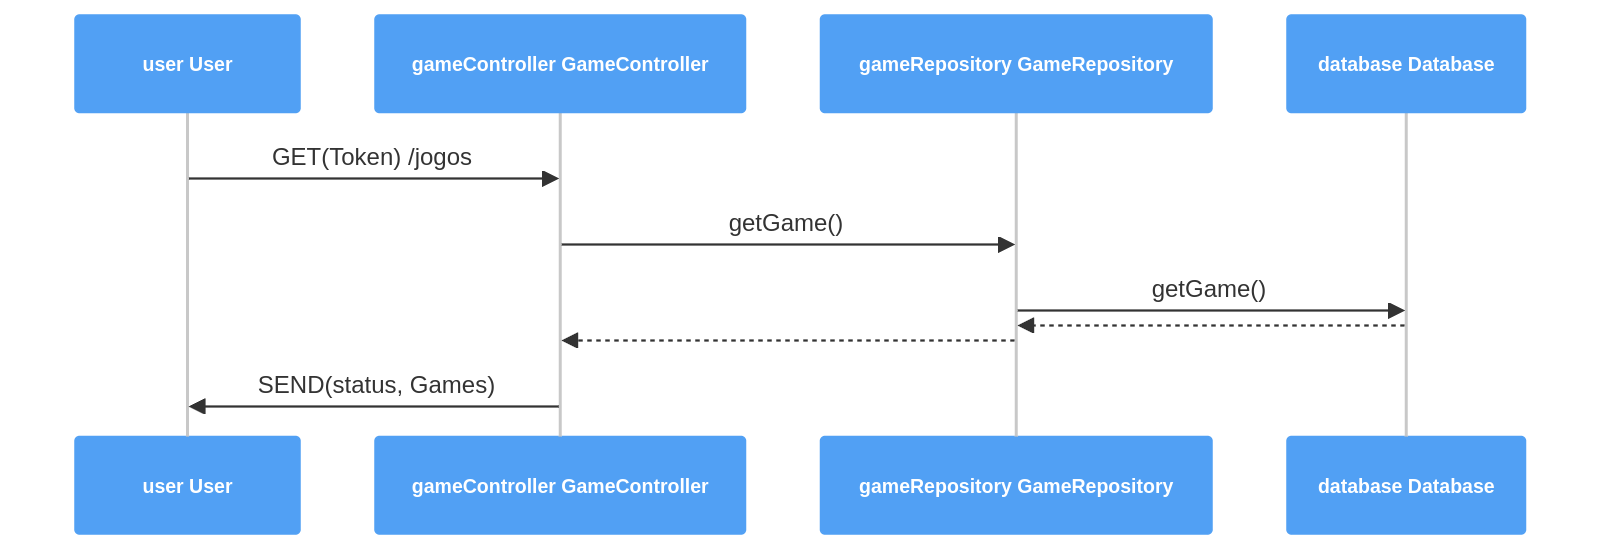 user User
gameController GameController
gameRepository GameRepository
database Database
GET(Token) /jogos
getGame()
getGame()
SEND(status, Games)
user User
gameController GameController
gameRepository GameRepository
database Database